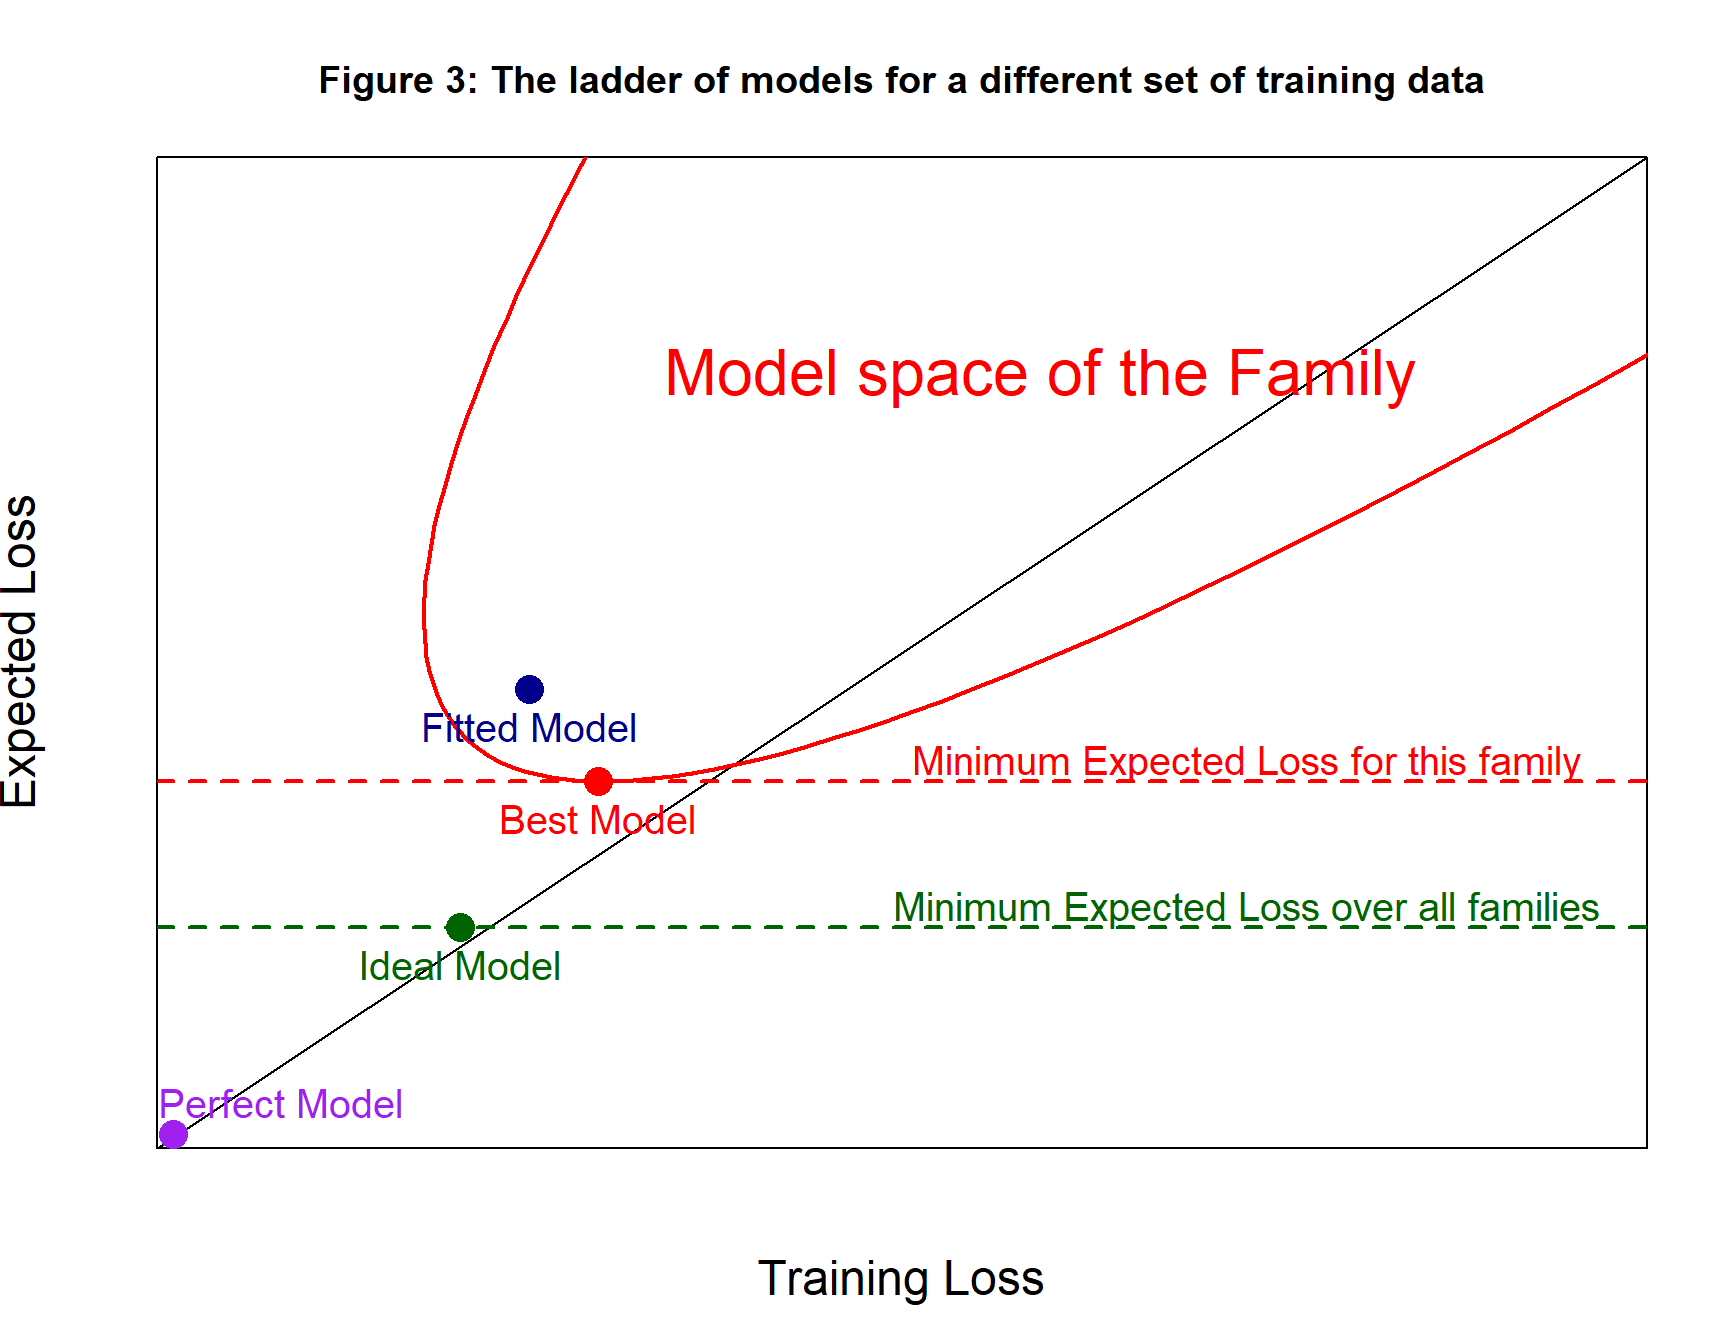 Figure 3: The ladder of models for a different set of training data
Model space of the Family
Expected Loss
Fitted Model
Minimum Expected Loss for this family
Best Model
Minimum Expected Loss over all families
Ideal Model
Perfect Model
Training Loss